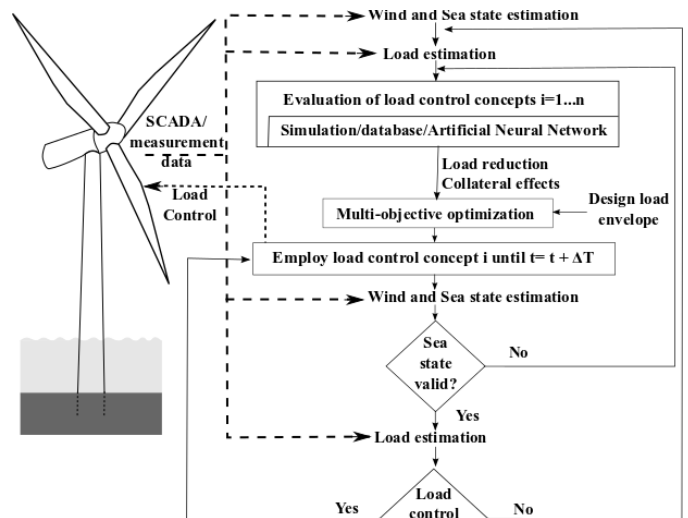 Wind and Sea state estimation
Load estimation
Evaluation of load control concepts i=1...n
Simulation/database/Artificial Neural Network
SCADA/
measurement
data
Load
Control
Load reduction
Collateral effects
Multi-objective optimization
Design load
envelope
Employ load control concept i until t= t + ΔT
Wind and Sea state estimation
Sea
state
valid?
No
Yes
Load estimation
Load
control
Yes
No